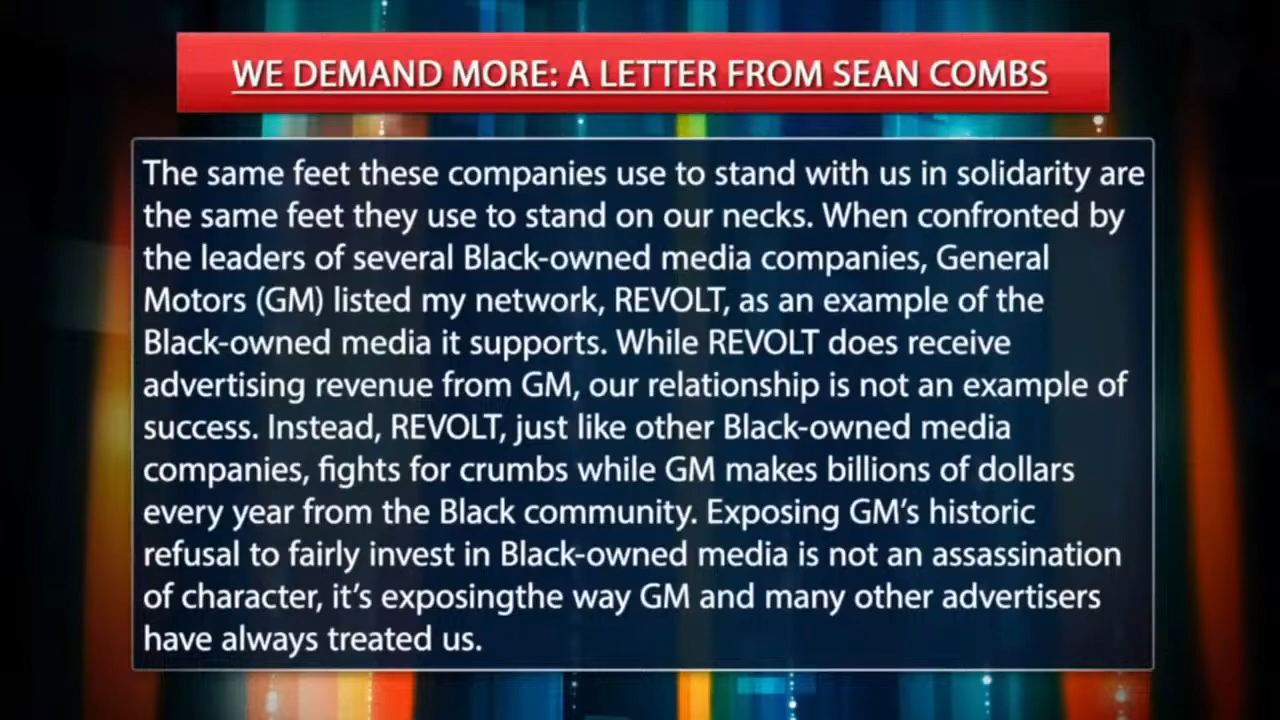 WE DEMAND MORE: A LETTER FROM SEAN COMBS
The same feet these companies use to stand with us in solidarity are
the same feet they use to stand on our necks. When confronted by
the leaders of several Black-owned media companies, General
Motors (GM) listed my network, REVOLT, as an example of the
Black-owned media it supports. While REVOLT does receive
advertising revenue from GM, our relationship is not an example of
success. Instead, REVOLT, just like other Black-owned media
companies, fights for crumbs while GM makes billions of dollars
every year from the Black community. Exposing GM’s historic
refusal to fairly invest in Black-owned media is not an assassination
of character, it’s exposingthe way GM and many other advertisers
have always treated us.